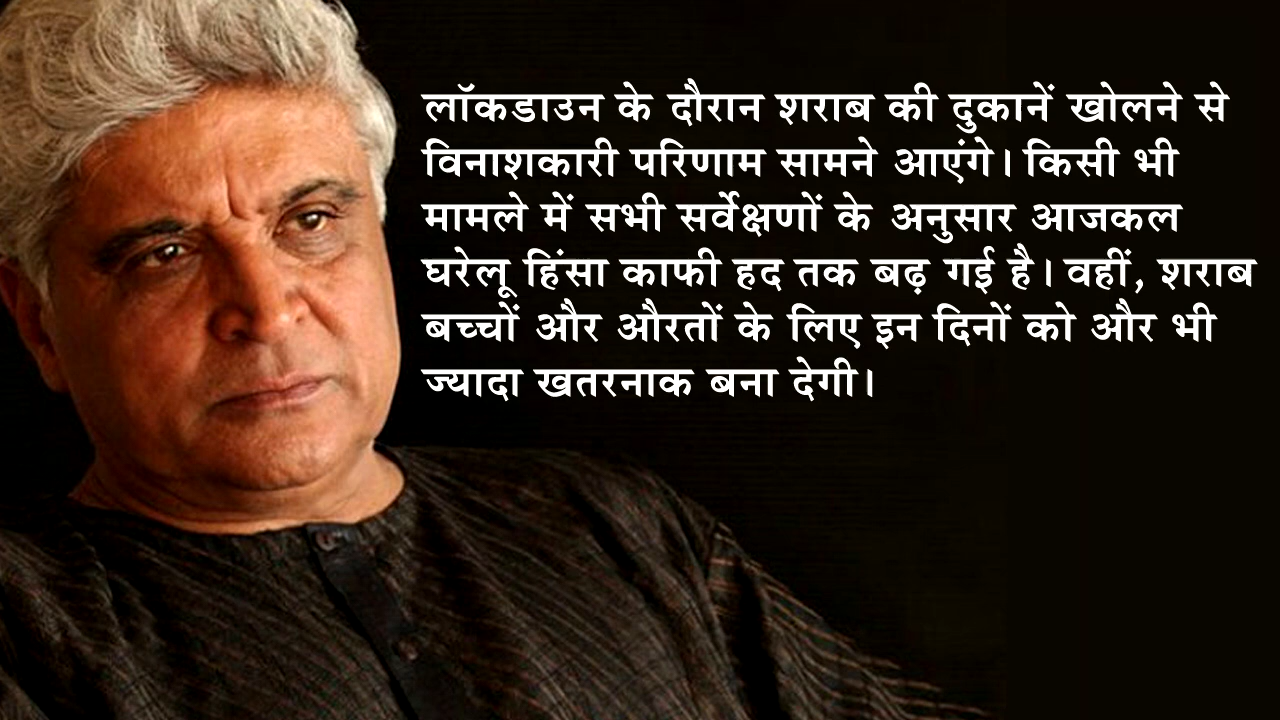 लॉकडाउन के दौरान शराब की दुकानें खोलने से
विनाशकारी परिणाम सामने आएंगे। किसी भी
मामले में सभी सर्वेक्षणों के अनुसार आजकल
घरेलू हिंसा काफी हद तक बढ़ गई है। वहीं, शराब
बच्चों और औरतों के लिए इन दिनों को और भी
ज्यादा खतरनाक बना देगी।